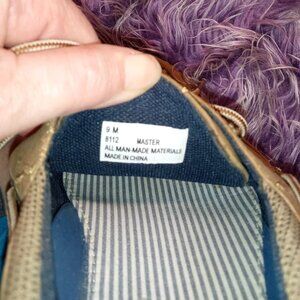 9 M
8112 MASTER
ALL MAN-MADE MATERIALS
MADE IN CHINA